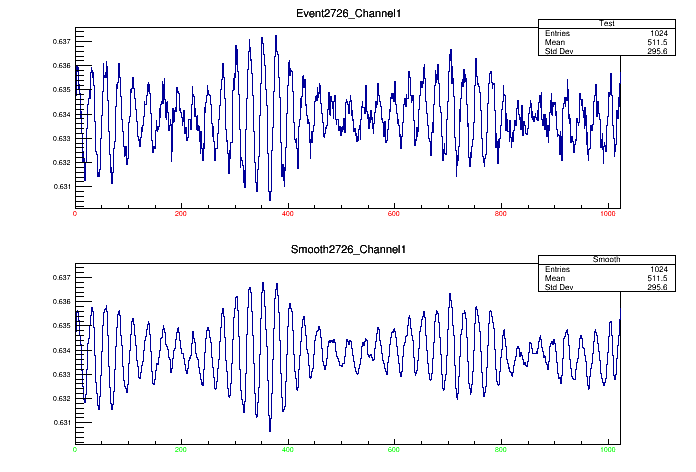 Event2726_Channel1
Test
Entries 1024
Mean 511.5
Std Dev 295.6
0.637
0.636
0.635
0.634
0.633
0.632
0.631
0 200 400 600 800 1000
Smooth2726_Channel1
Smooth
Entries 1024
Mean 511.5
Std Dev 295.6
0.637
0.636
0.635
0.634
0.633
0.632
0.631
0 200 400 600 800 1000